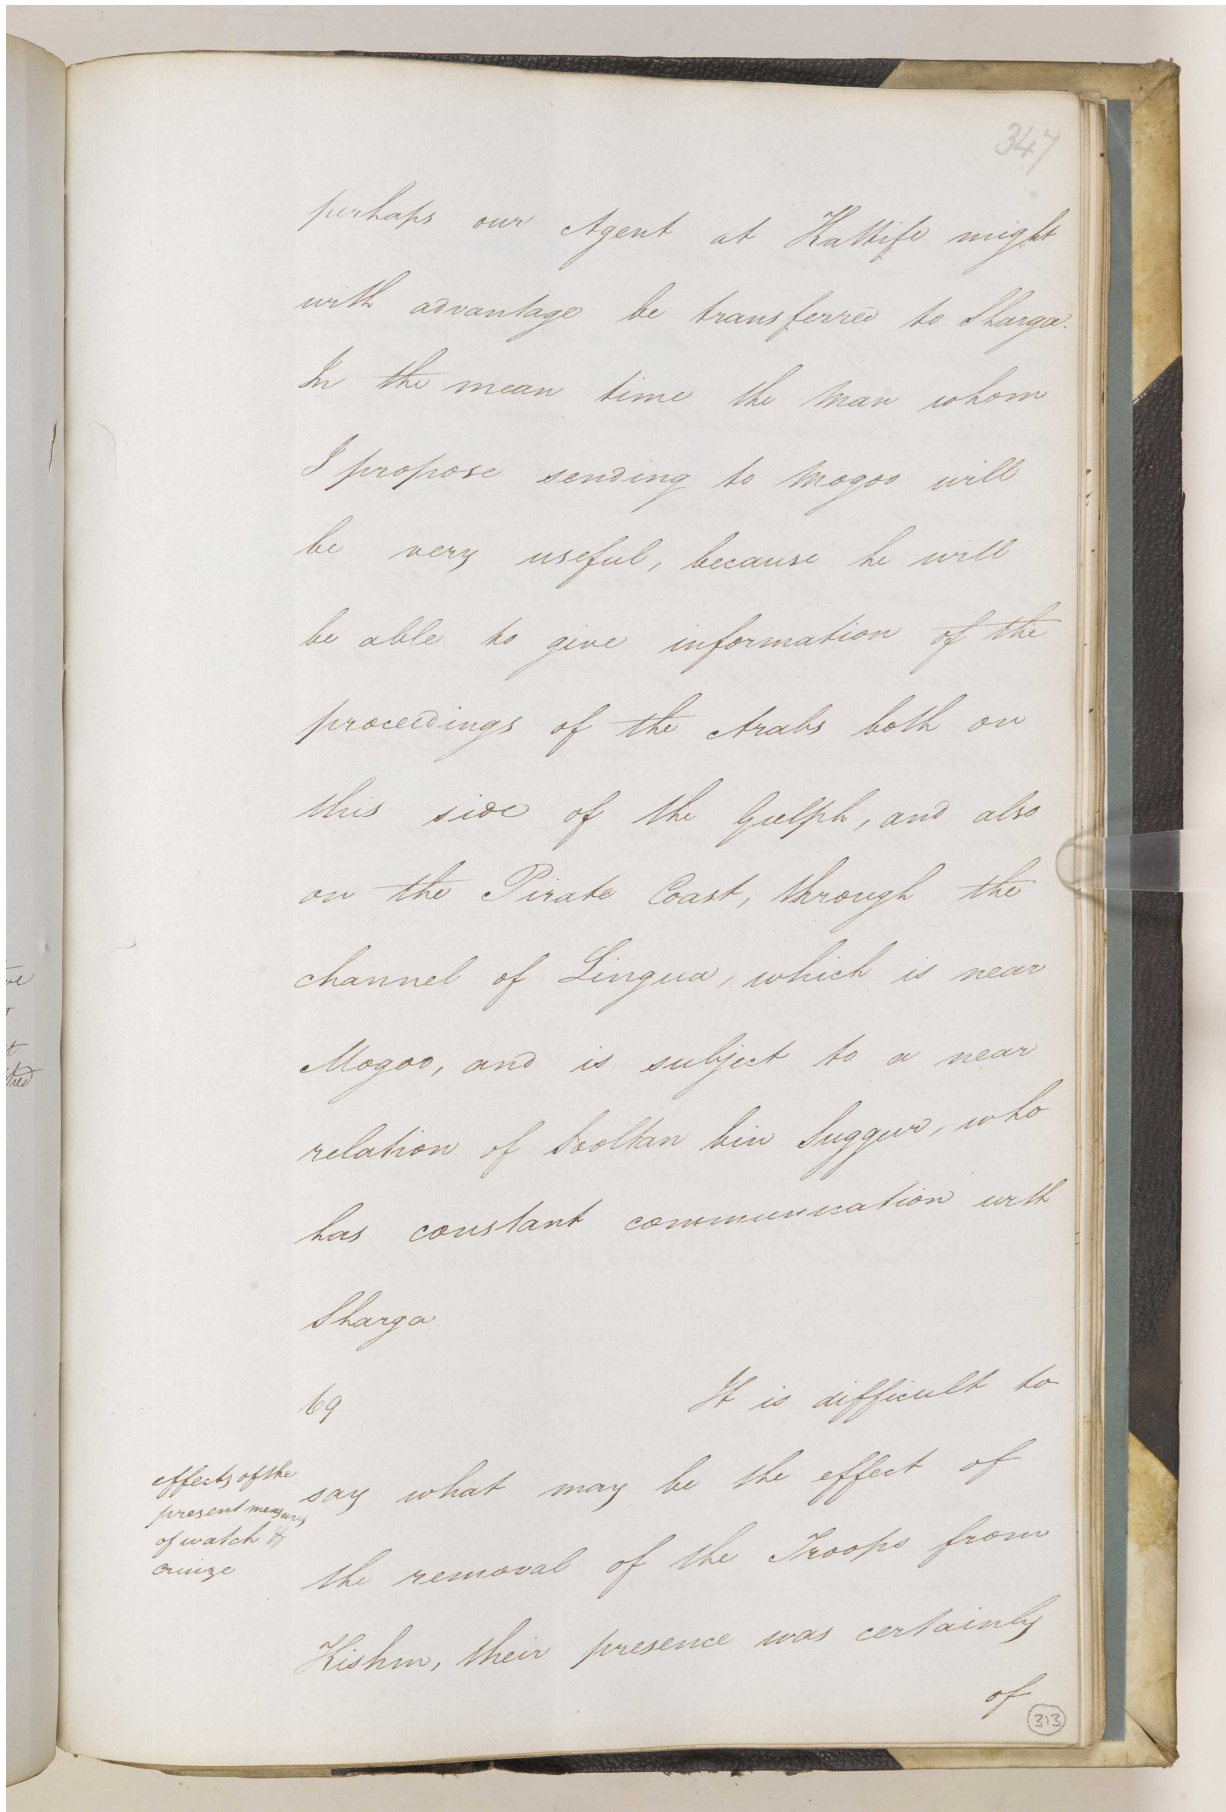 347
perhaps our Agent at Kattife might
with advantage be transferred to Sharga.
In the mean time the man whom
I propose sending to Mogoo will
be very useful, because he will
be able to give information of the
proceedings of the Arabs both on
this side of the Gulph, and also
on the Pirate Coast, through the
channel of Lingua, which is near
Mogoo, and is subject to a near
relation of Sooltan bin Suggur, who
has constant communication with
Sharga
69 It is difficult to
effects of the
present measures
of watch &
cruize
say what may be the effect of
the removal of the Troops from
Kishm, their presence was certainly
of
313